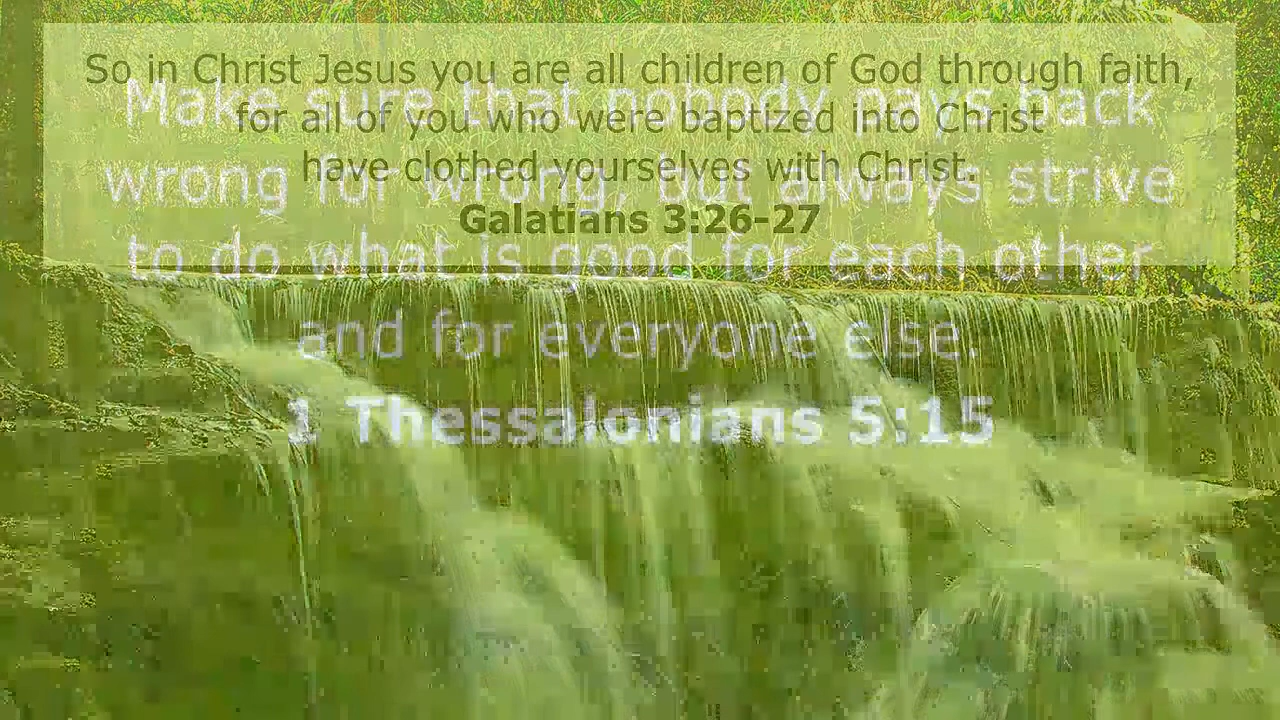 So in Christ Jesus you are all children of God through faith,
for all of you who were baptized into Christ
have clothed yourselves with Christ.
Galatians 3:26-27
Make sure that nobody pays back
wrong for wrong, but always strive
to do what is good for each other
and for everyone else.
1 Thessalonians 5:15